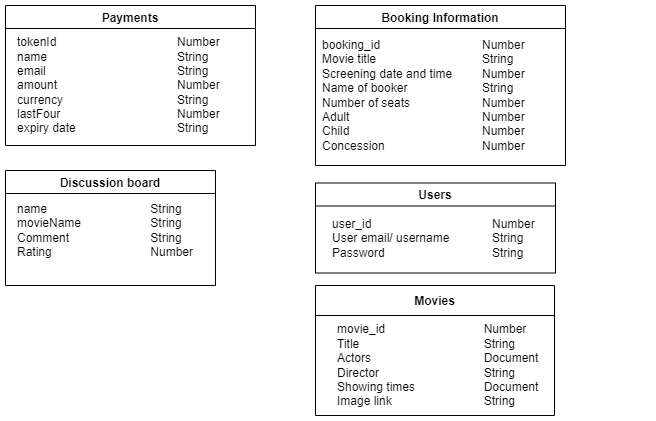 Payments
tokenId Number
name String
email String
amount Number
currency String
lastFour Number
expiry date String
Booking Information
booking_id Number
Movie title String
Screening date and time Number
Name of booker String
Number of seats Number
Adult Number
Child Number
Concession Number
Discussion board
name String
movieName String
Comment String
Rating Number
Users
user_id Number
User email/ username String
Password String
Movies
movie_id Number
Title String
Actors Document
Director String
Showing times Document
Image link String